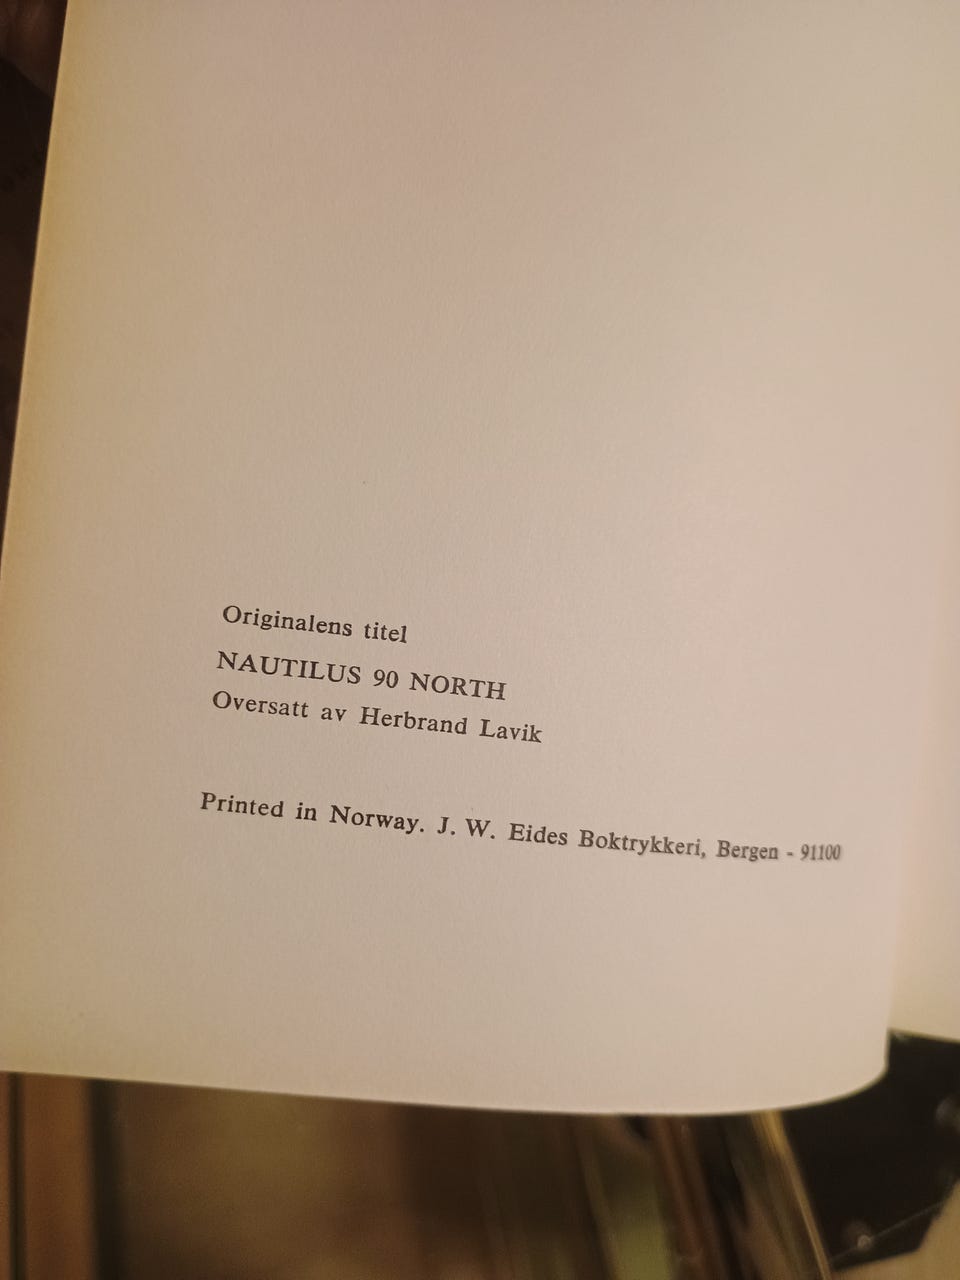 Originalens titel
NAUTILUS 90 NORTH
Oversatt av Herbrand Lavik
Printed in Norway. J. W. Eides Boktrykkeri, Bergen - 91100